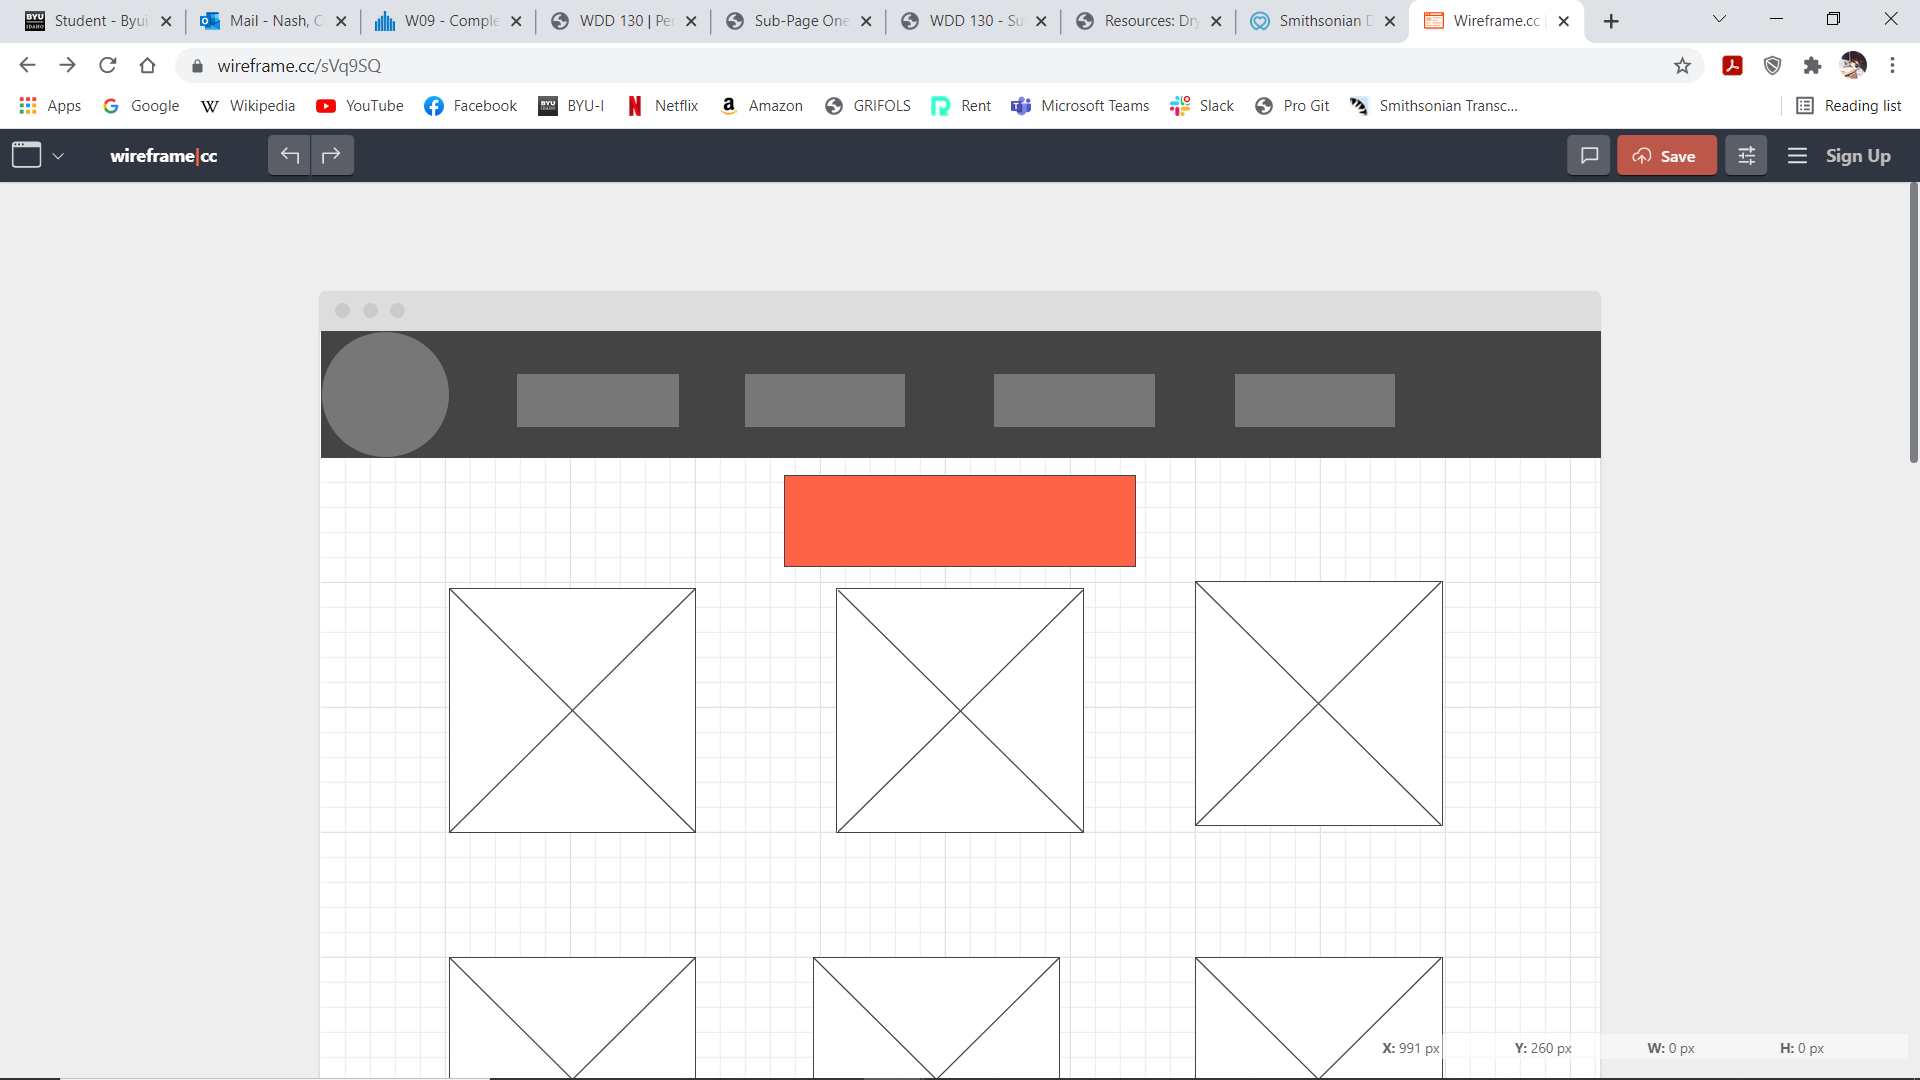 Student - Byui
Mail - Nash, C
W09 - Comple
WDD 130 | Per
Sub-Page One
WDD 130 - Su
Resources: Dry
Smithsonian D
Wireframe.cc |
wireframe.cc/sVq9SQ
Apps
Google
Wikipedia
YouTube
Facebook
BYU-I
Netflix
Amazon
GRIFOLS
Rent
Microsoft Teams
Slack
Pro Git
Smithsonian Transc...
Reading list
wireframe|cc
Save
Sign Up
X: 991 px
Y: 260 px
W: 0 px
H: 0 px